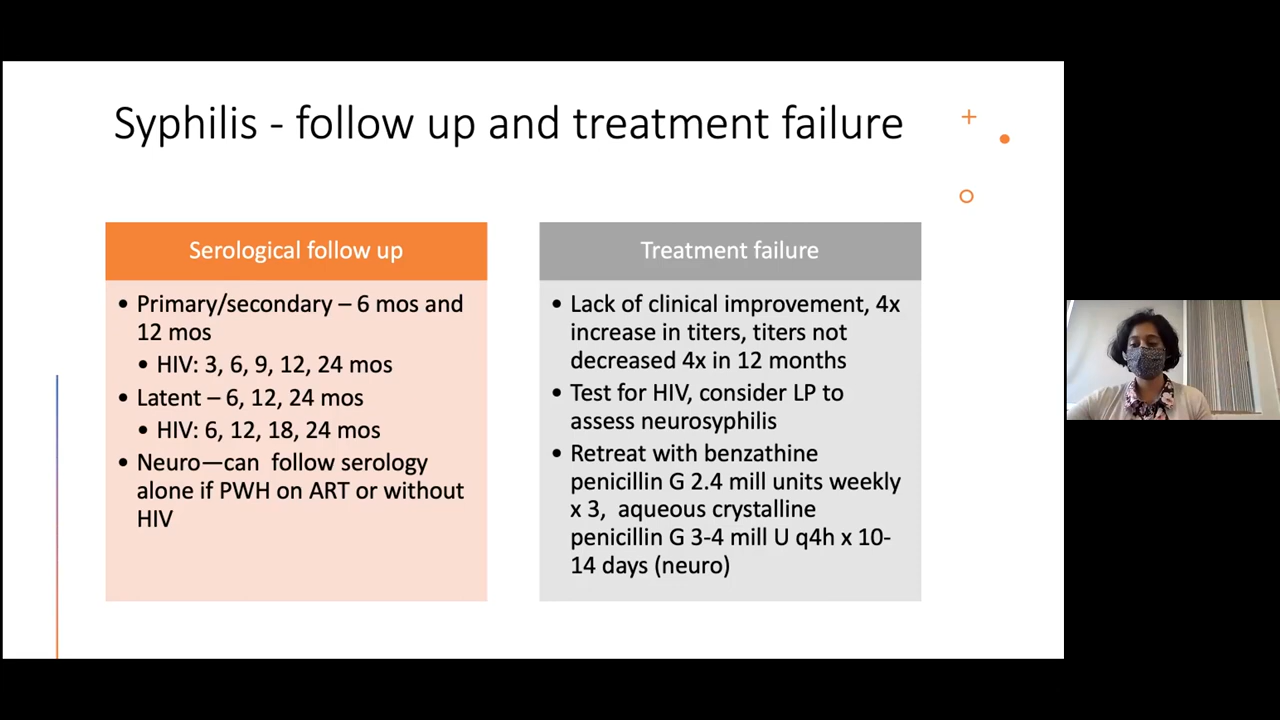 Syphilis - follow up and treatment failure
Serological follow up
• Primary/secondary – 6 mos and
12 mos
• HIV: 3, 6, 9, 12, 24 mos
• Latent – 6, 12, 24 mos
• HIV: 6, 12, 18, 24 mos
• Neuro—can  follow serology
alone if PWH on ART or without
HIV
Treatment failure
• Lack of clinical improvement, 4x
increase in titers, titers not
decreased 4x in 12 months
• Test for HIV, consider LP to
assess neurosyphilis
• Retreat with benzathine
penicillin G 2.4 mill units weekly
x 3,  aqueous crystalline
penicillin G 3-4 mill U q4h x 10-
14 days (neuro)